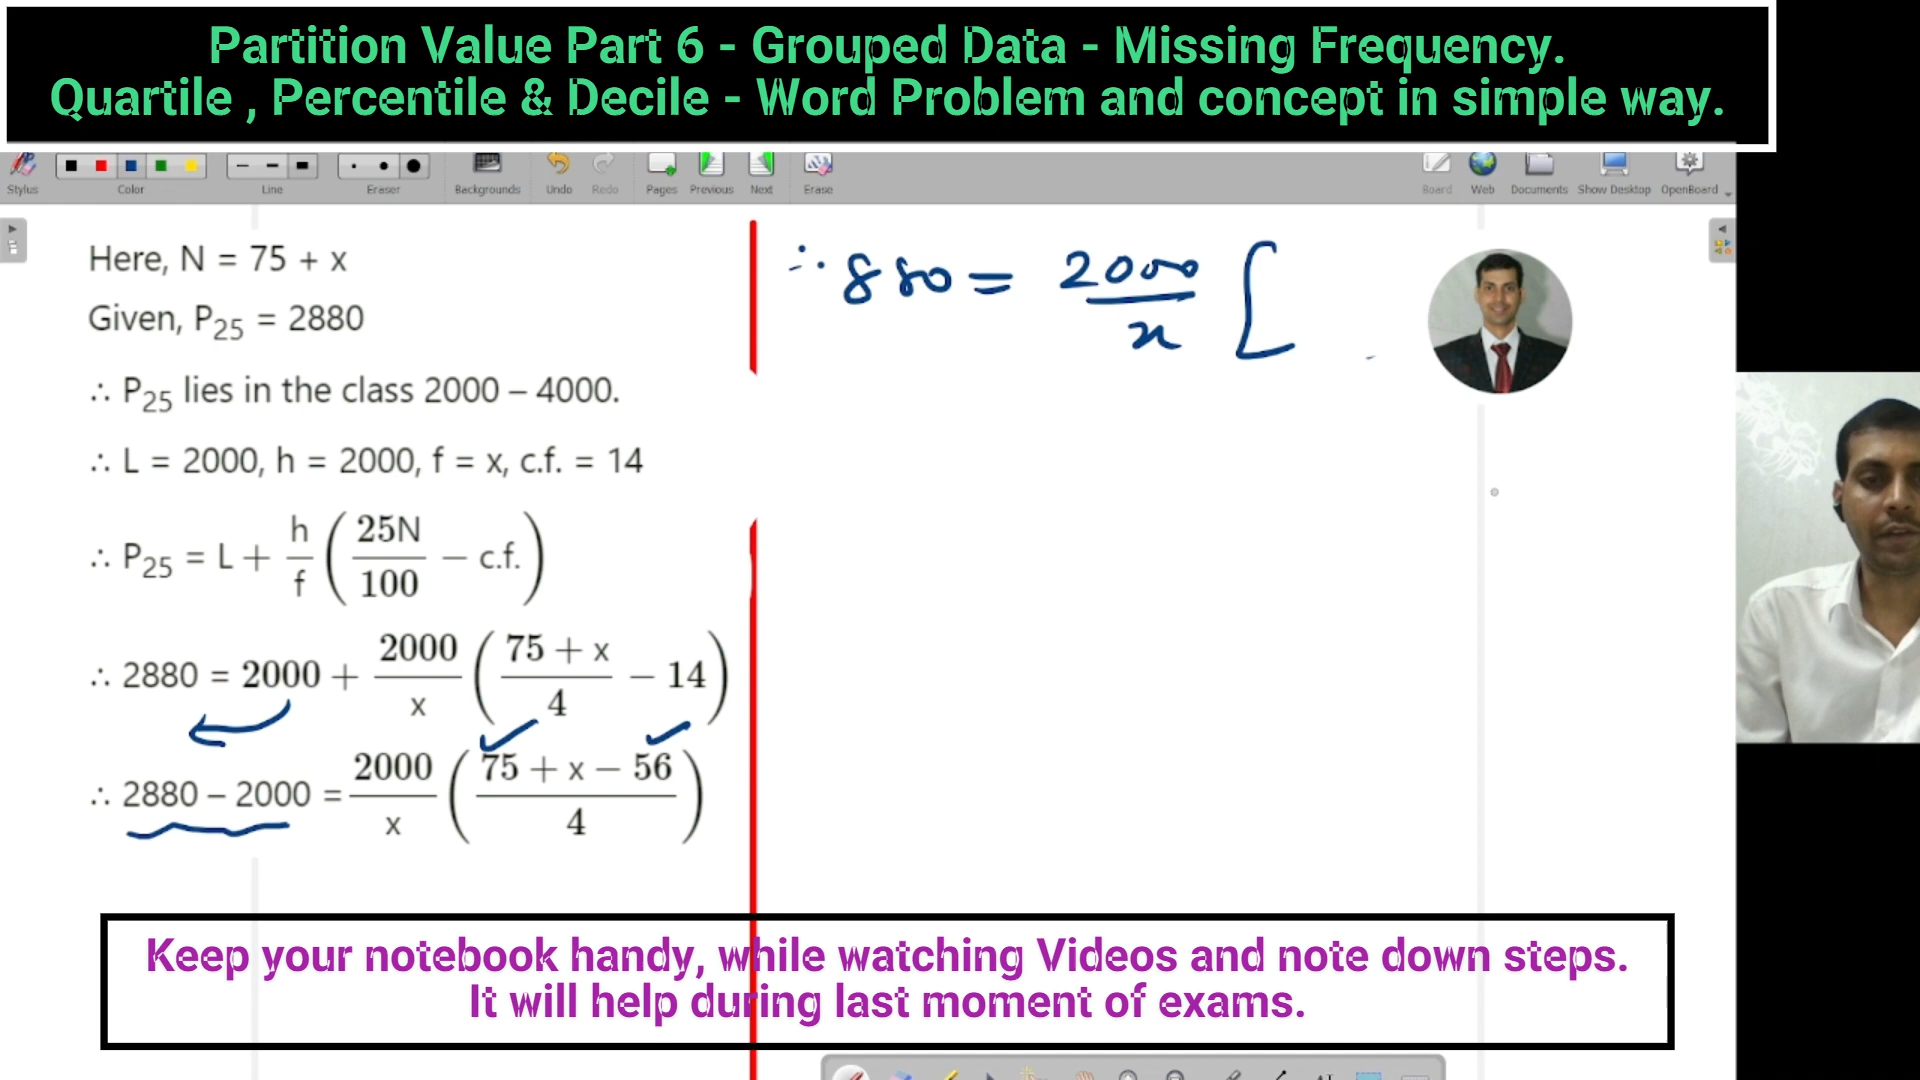 Partition Value Part 6 - Grouped Data - Missing Frequency.
Quartile , Percentile & Decile - Word Problem and concept in simple way.
Stylus Color Line Eraser Backgrounds Undo Redo Pages Previous Next Erase Board Web Documents Show Desktop OpenBoard
Here, N = 75 + x
Given, P₂₅ = 2880
∴ P₂₅ lies in the class 2000 – 4000.
∴ L = 2000, h = 2000, f = x, c.f. = 14
∴ P₂₅ = L + h/f (25N/100 − c.f.)
∴ 2880 = 2000 + 2000/x (75 + x/4 − 14)
∴ 2880 – 2000 = 2000/x (75 + x − 56/4)
∴ 880 = 2000/x [
Keep your notebook handy, while watching Videos and note down steps.
It will help during last moment of exams.